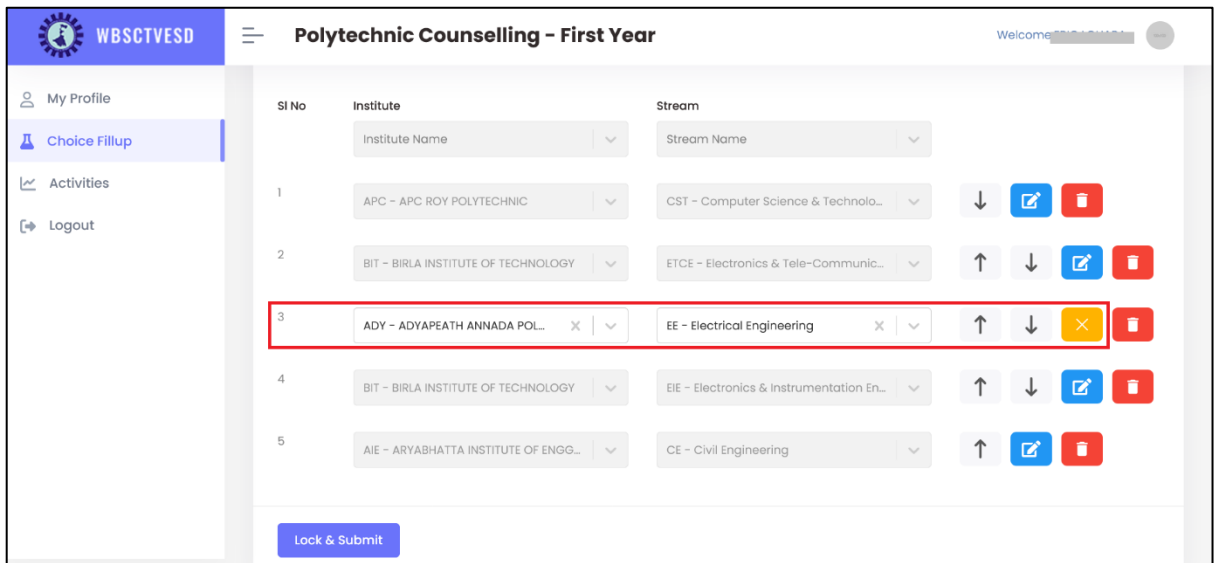 WBSCTVESD
Polytechnic Counselling - First Year
Welcome
My Profile
Choice Fillup
Activities
Logout
Sl No Institute Stream
Institute Name Stream Name
1 APC - APC ROY POLYTECHNIC CST - Computer Science & Technolo...
2 BIT - BIRLA INSTITUTE OF TECHNOLOGY ETCE - Electronics & Tele-Communic...
3 ADY - ADYAPEATH ANNADA POL... EE - Electrical Engineering
4 BIT - BIRLA INSTITUTE OF TECHNOLOGY EIE - Electronics & Instrumentation En...
5 AIE - ARYABHATTA INSTITUTE OF ENGG... CE - Civil Engineering
Lock & Submit